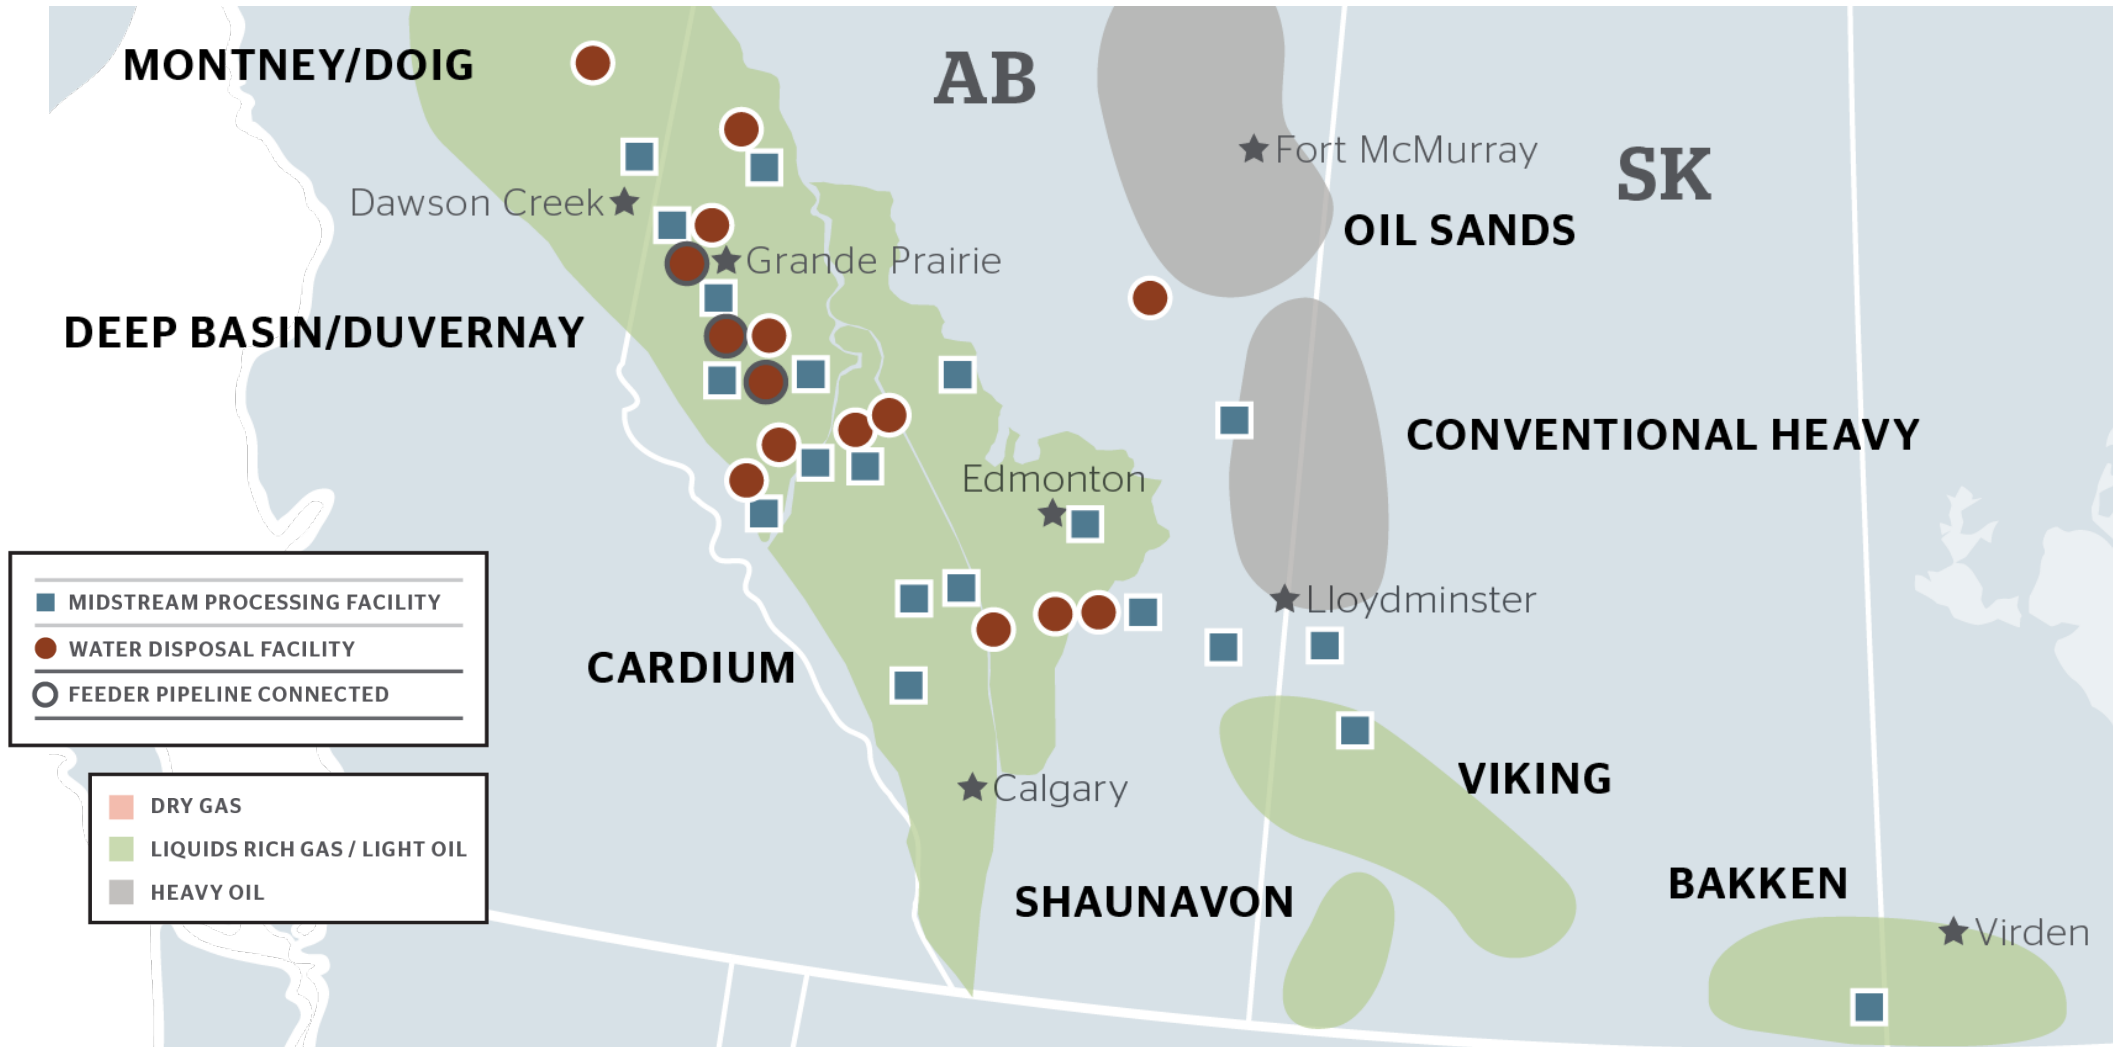 MONTNEY/DOIG
AB
Fort McMurray
SK
Dawson Creek
OIL SANDS
Grande Prairie
DEEP BASIN/DUVERNAY
CONVENTIONAL HEAVY
Edmonton
Lloydminster
MIDSTREAM PROCESSING FACILITY
WATER DISPOSAL FACILITY
FEEDER PIPELINE CONNECTED
CARDIUM
VIKING
Calgary
DRY GAS
LIQUIDS RICH GAS / LIGHT OIL
HEAVY OIL
SHAUNAVON
BAKKEN
Virden